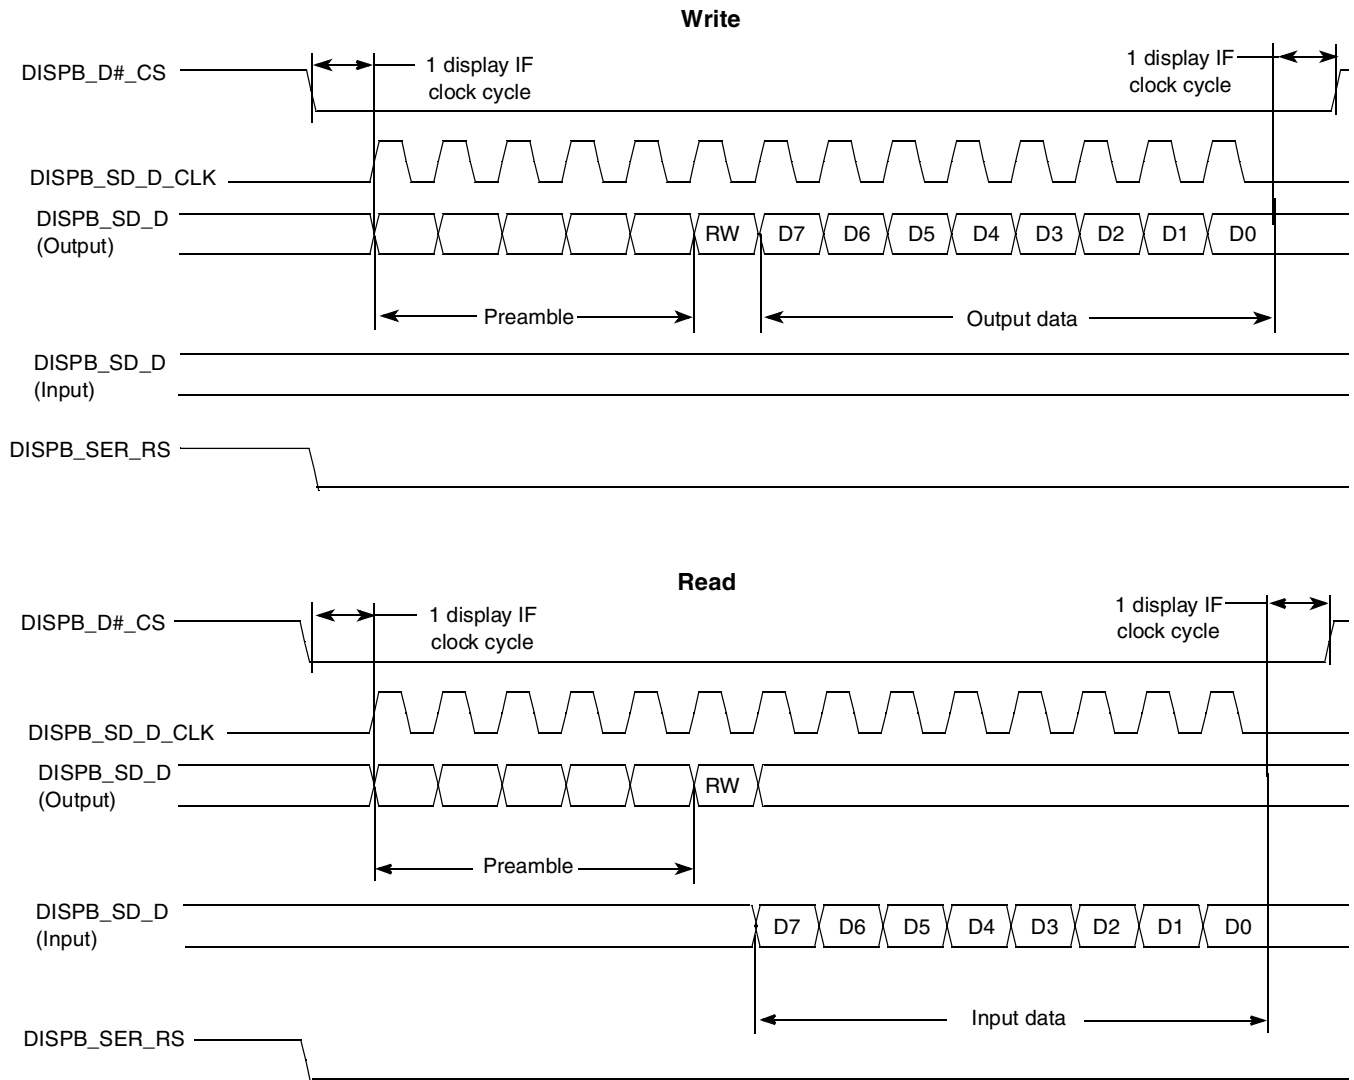 Write
DISPB_D#_CS
1 display IF
clock cycle
1 display IF
clock cycle
DISPB_SD_D_CLK
DISPB_SD_D
(Output)
RW D7 D6 D5 D4 D3 D2 D1 D0
Preamble
Output data
DISPB_SD_D
(Input)
DISPB_SER_RS
Read
DISPB_D#_CS
1 display IF
clock cycle
1 display IF
clock cycle
DISPB_SD_D_CLK
DISPB_SD_D
(Output)
RW
Preamble
DISPB_SD_D
(Input)
D7 D6 D5 D4 D3 D2 D1 D0
Input data
DISPB_SER_RS